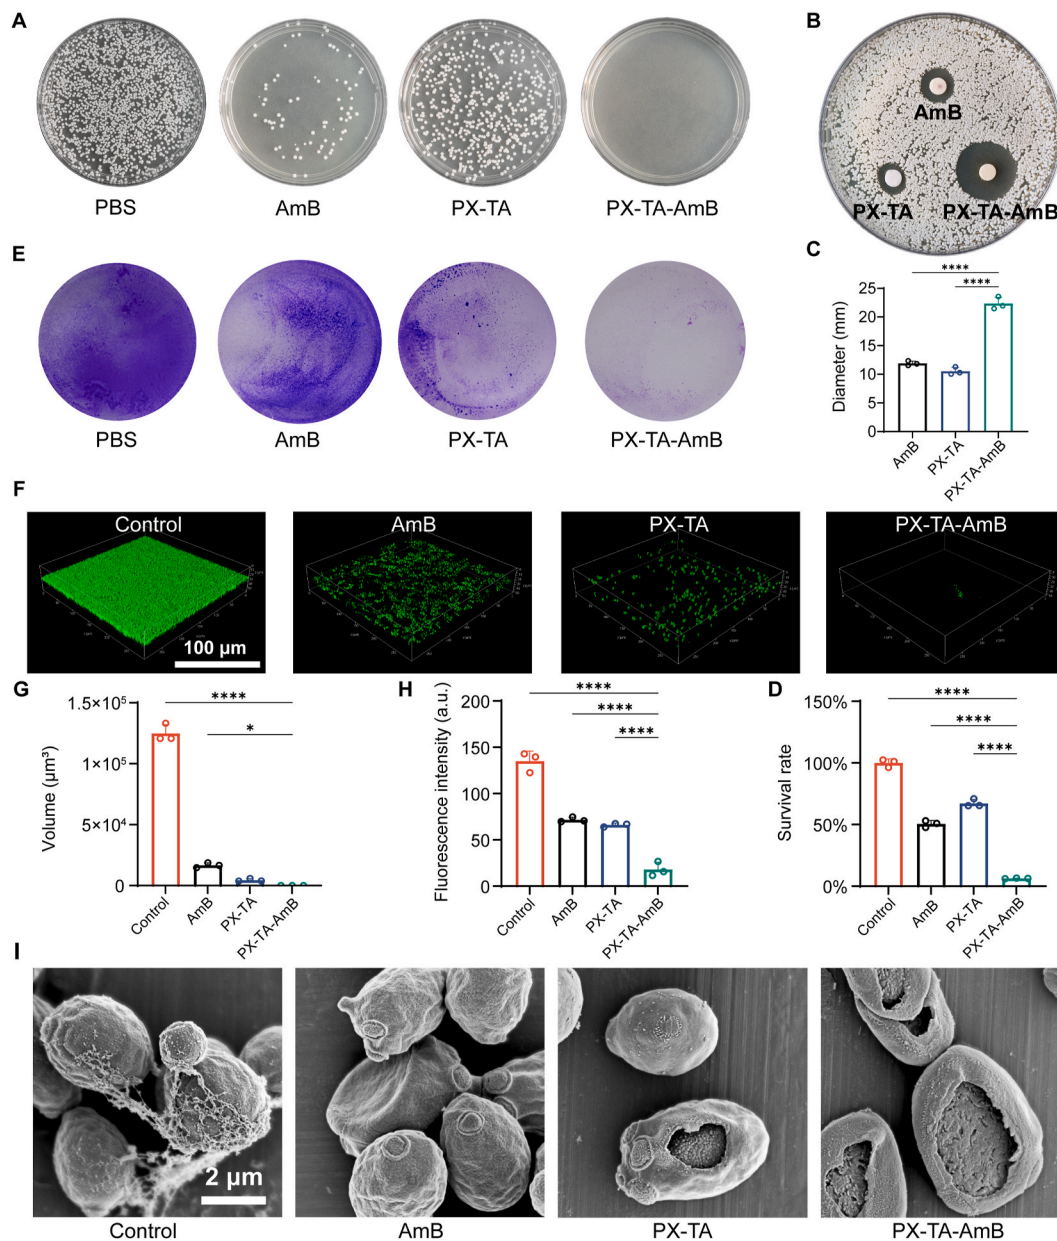 A
PBS
AmB
PX-TA
PX-TA-AmB
B
AmB
PX-TA
PX-TA-AmB
C
****
****
Diameter (mm)
25
20
15
10
5
0
AmB
PX-TA
PX-TA-AmB
E
PBS
AmB
PX-TA
PX-TA-AmB
F
Control
100 μm
AmB
PX-TA
PX-TA-AmB
G
****
*
Volume (μm³)
1.5×10⁵
1×10⁵
5×10⁴
0
Control
AmB
PX-TA
PX-TA-AmB
H
****
****
****
Fluorescence intensity (a.u.)
200
150
100
50
0
Control
AmB
PX-TA
PX-TA-AmB
D
****
****
****
Survival rate
150%
100%
50%
0%
Control
AmB
PX-TA
PX-TA-AmB
I
2 μm
Control
AmB
PX-TA
PX-TA-AmB